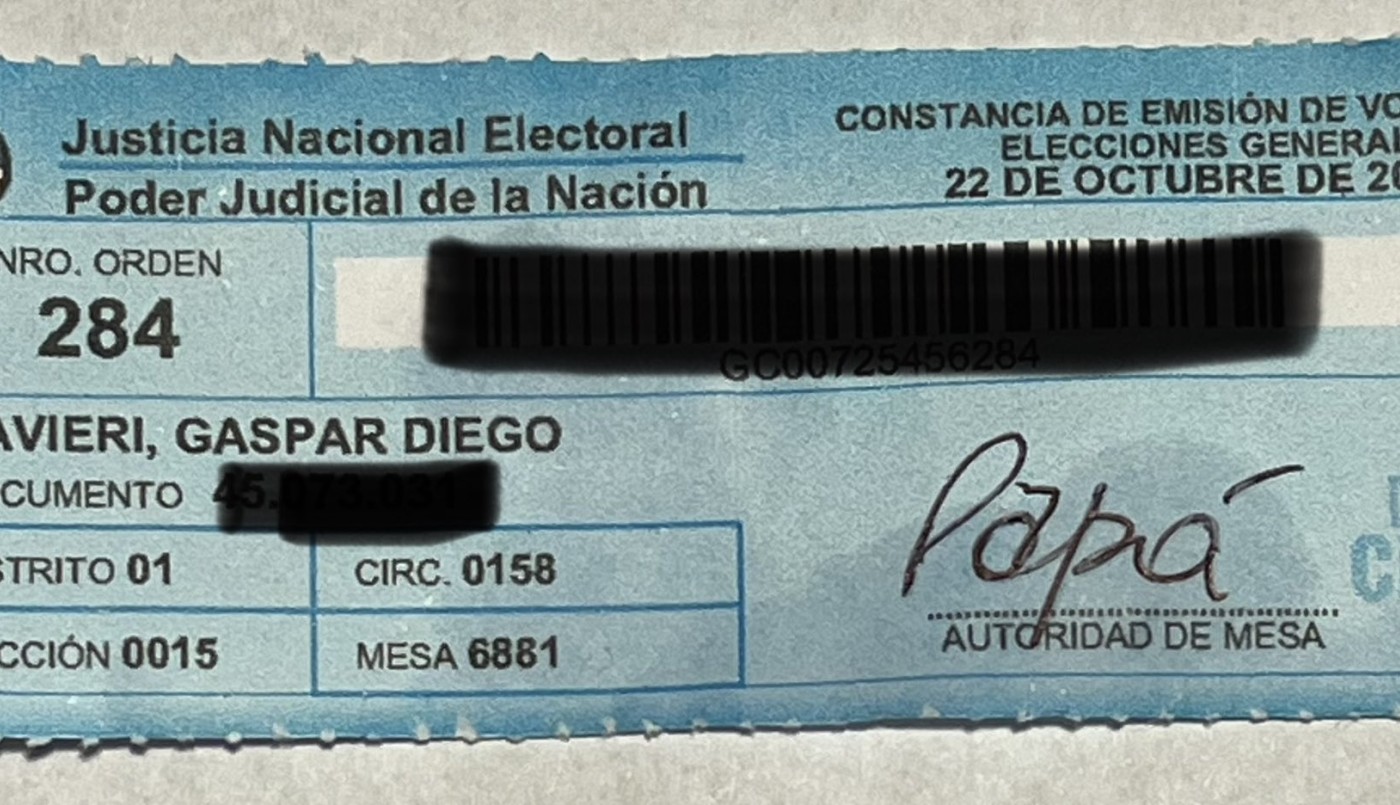 Justicia Nacional Electoral
Poder Judicial de la Nación
CONSTANCIA DE EMISIÓN DE VO
ELECCIONES GENERA
22 DE OCTUBRE DE 20
NRO. ORDEN
284
AVIERI, GASPAR DIEGO
CUMENTO
STRITO 01 CIRC. 0158
CCIÓN 0015 MESA 6881
Papá
AUTORIDAD DE MESA